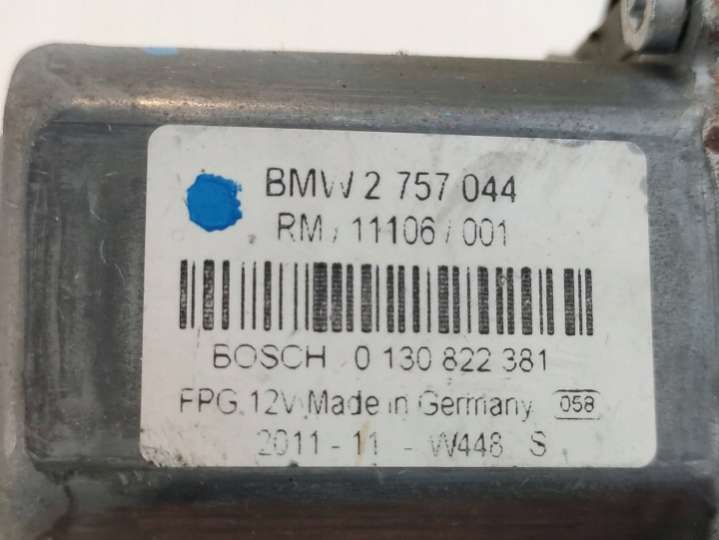 BMW 2 757 044
RM / 11106 / 001
BOSCH 0 130 822 381
FPG 12V Made in Germany 058
2011 - 11 - W448 S